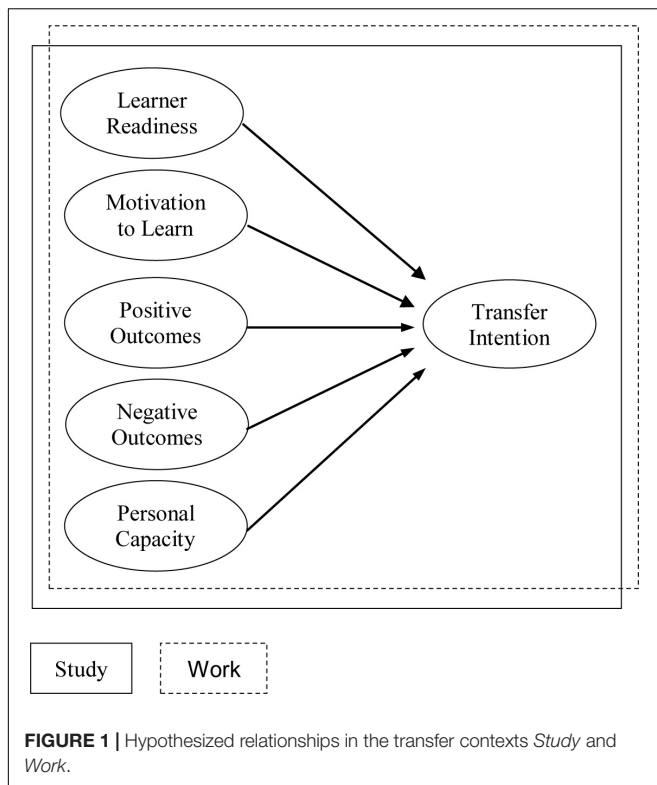 Learner
Readiness
Motivation
to Learn
Positive
Outcomes
Negative
Outcomes
Personal
Capacity
Transfer
Intention
Study
Work
FIGURE 1 | Hypothesized relationships in the transfer contexts Study and
Work.